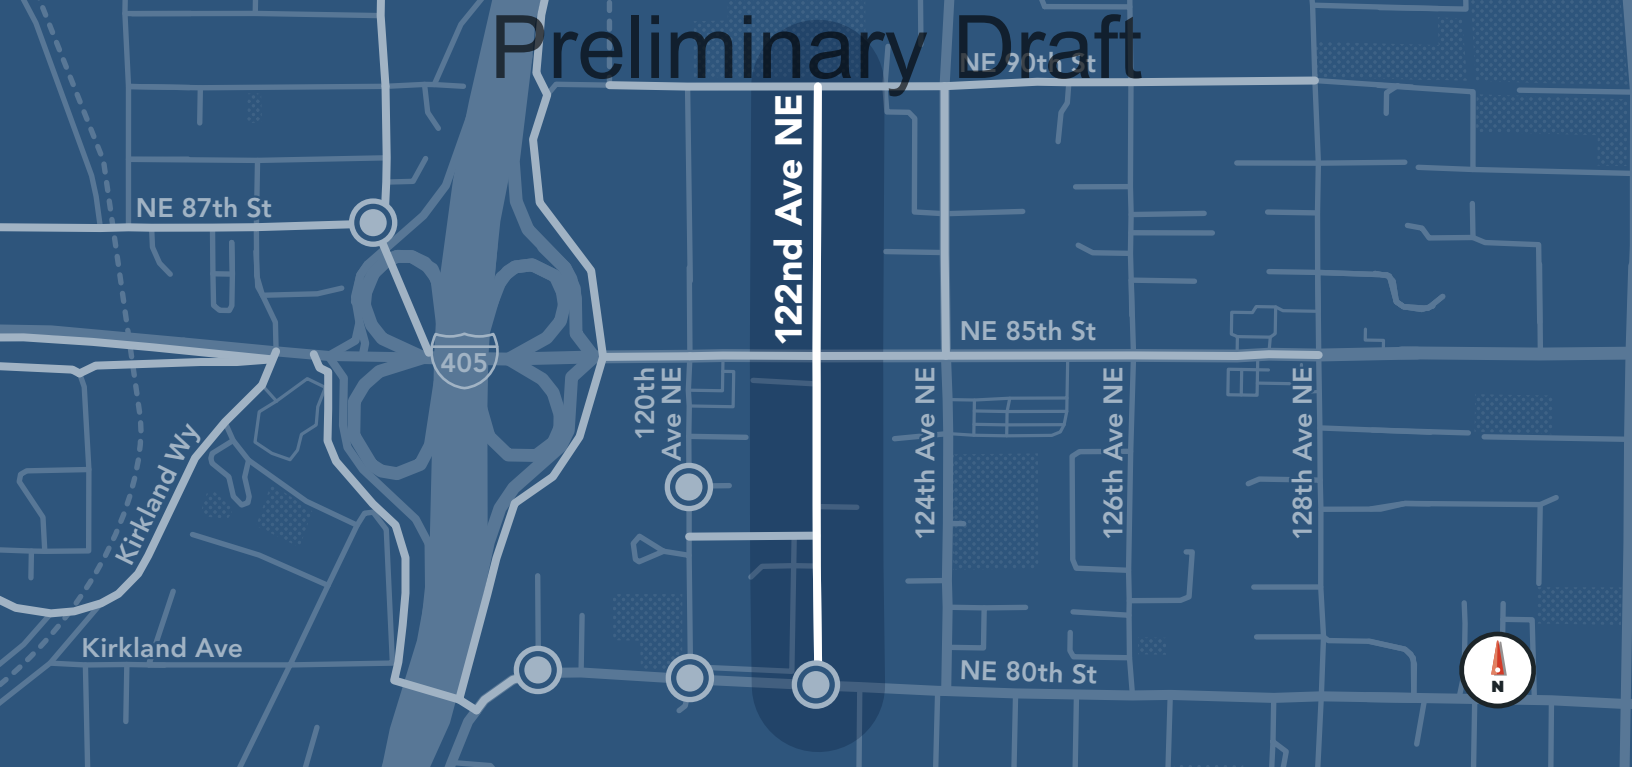 Preliminary Draft
NE 90th St
122nd Ave NE
NE 87th St
NE 85th St
405
120th
Ave NE
124th Ave NE
126th Ave NE
128th Ave NE
Kirkland Wy
Kirkland Ave
NE 80th St
N